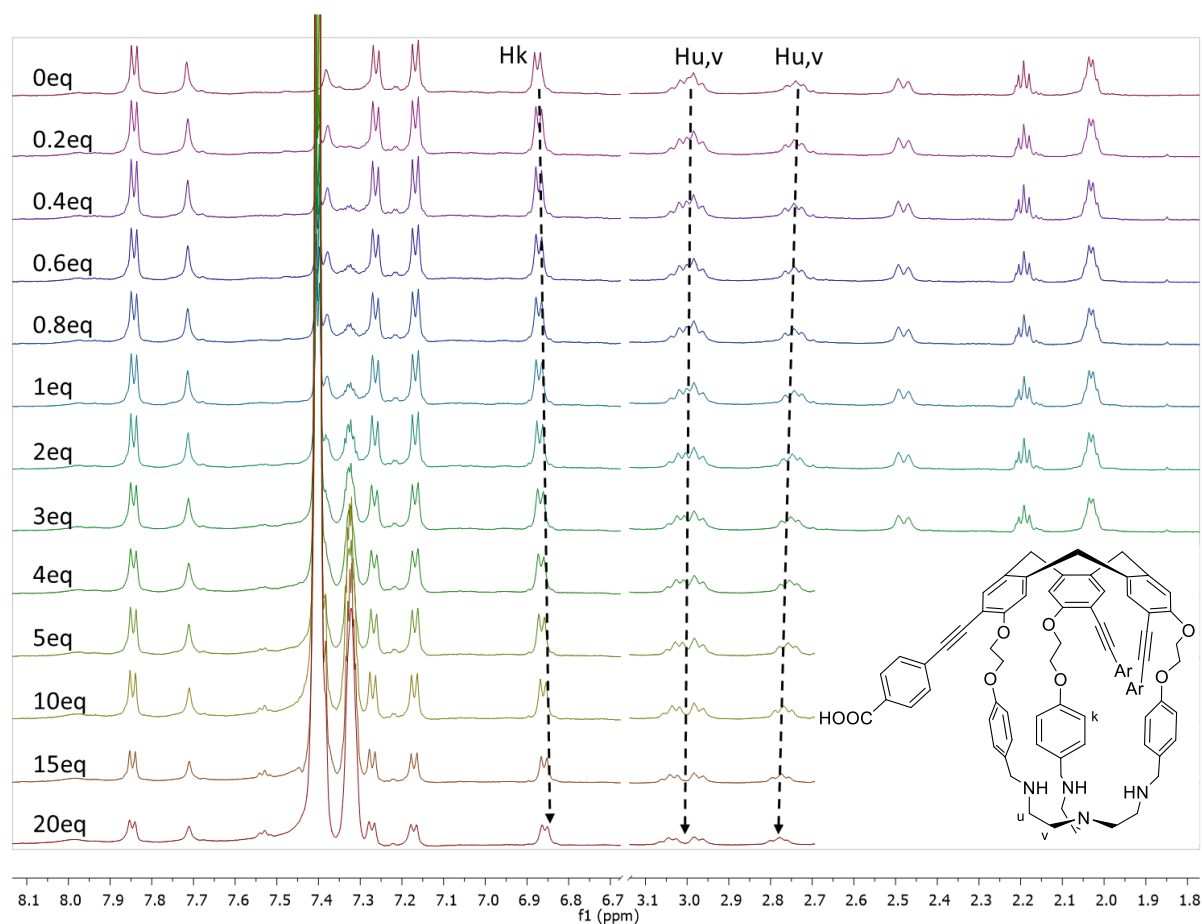 Hk Hu,v Hu,v
0eq
0.2eq
0.4eq
0.6eq
0.8eq
1eq
2eq
3eq
4eq
5eq
10eq
15eq
20eq
O O O
O O O
Ar
Ar
HOOC
k
NH NH HN
u N
v
8.1 8.0 7.9 7.8 7.7 7.6 7.5 7.4 7.3 7.2 7.1 7.0 6.9 6.8 6.7 3.1 3.0 2.9 2.8 2.7 2.6 2.5 2.4 2.3 2.2 2.1 2.0 1.9 1.8
f1 (ppm)